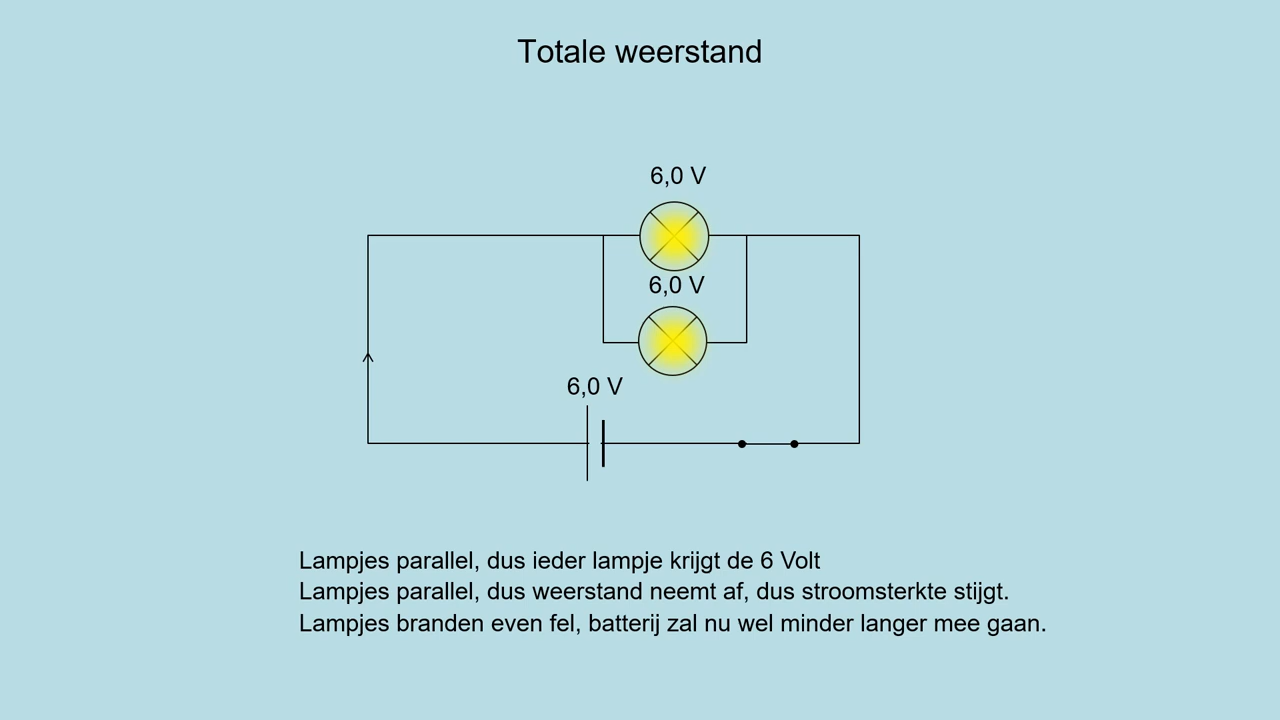 Totale weerstand
6,0 V
6,0 V
6,0 V
Lampjes parallel, dus ieder lampje krijgt de 6 Volt
Lampjes parallel, dus weerstand neemt af, dus stroomsterkte stijgt.
Lampjes branden even fel, batterij zal nu wel minder langer mee gaan.